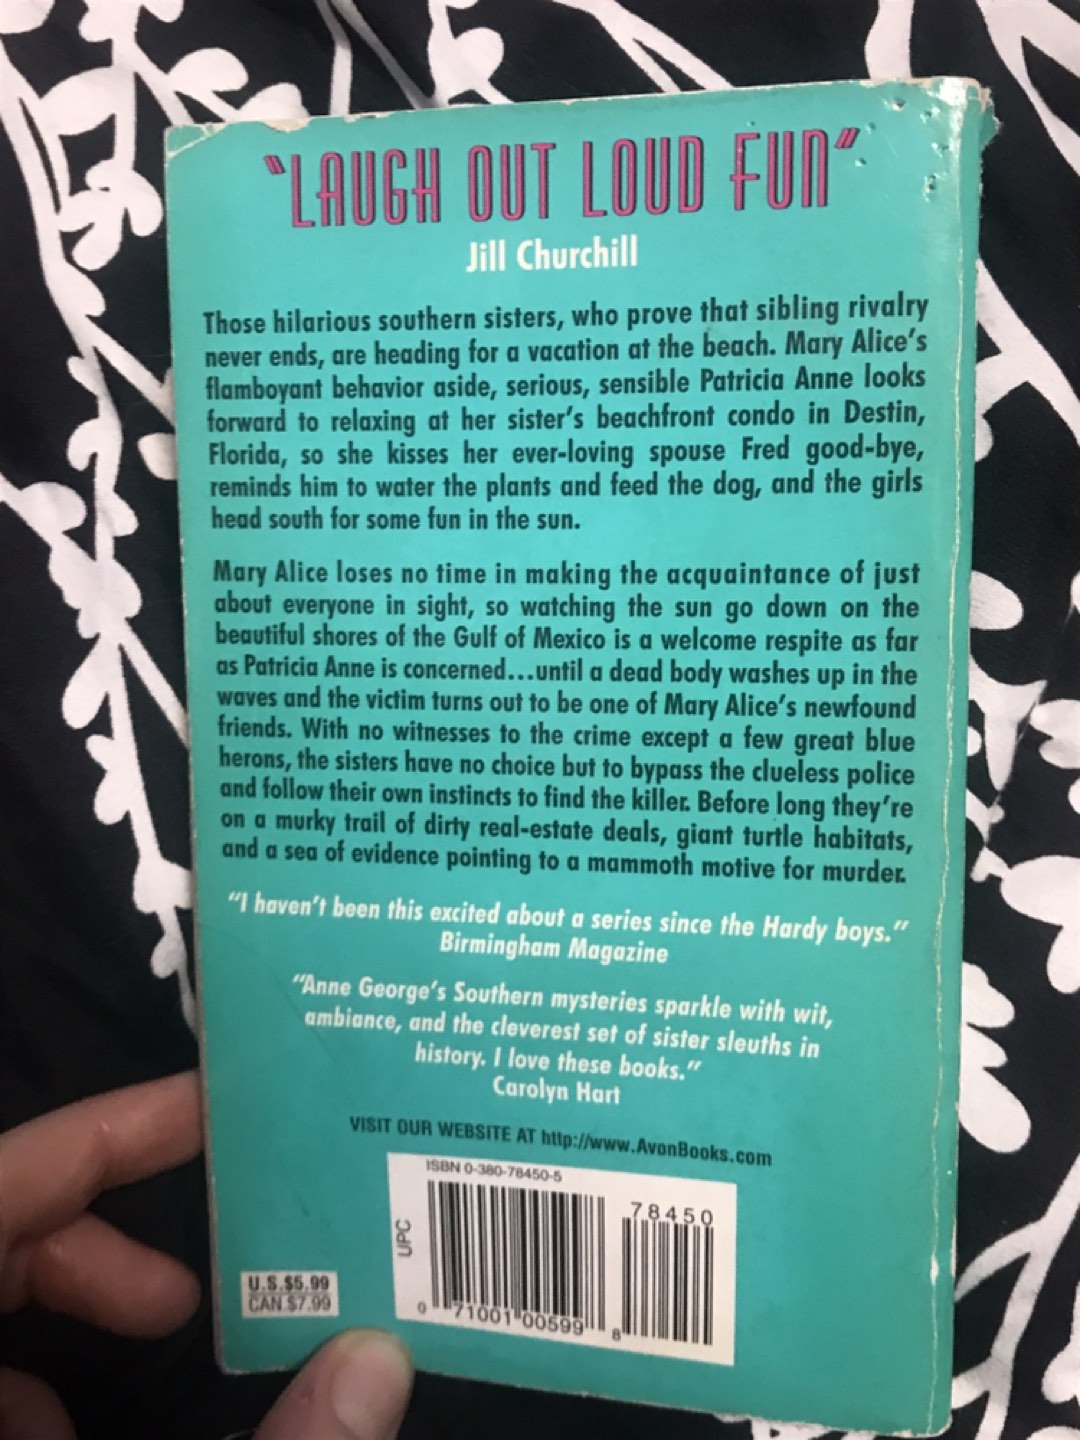 "LAUGH OUT LOUD FUN"
Jill Churchill
Those hilarious southern sisters, who prove that sibling rivalry
never ends, are heading for a vacation at the beach. Mary Alice's
flamboyant behavior aside, serious, sensible Patricia Anne looks
forward to relaxing at her sister's beachfront condo in Destin,
Florida, so she kisses her ever-loving spouse Fred good-bye,
reminds him to water the plants and feed the dog, and the girls
head south for some fun in the sun.
Mary Alice loses no time in making the acquaintance of just
about everyone in sight, so watching the sun go down on the
beautiful shores of the Gulf of Mexico is a welcome respite as far
as Patricia Anne is concerned...until a dead body washes up in the
waves and the victim turns out to be one of Mary Alice's newfound
friends. With no witnesses to the crime except a few great blue
herons, the sisters have no choice but to bypass the clueless police
and follow their own instincts to find the killer. Before long they're
on a murky trail of dirty real-estate deals, giant turtle habitats,
and a sea of evidence pointing to a mammoth motive for murder.
"I haven't been this excited about a series since the Hardy boys."
Birmingham Magazine
"Anne George's Southern mysteries sparkle with wit,
ambiance, and the cleverest set of sister sleuths in
history. I love these books."
Carolyn Hart
VISIT OUR WEBSITE AT http://www.AvonBooks.com
ISBN 0-380-78450-5
78450
UPC
0 71001 00599 8
U.S.$5.99
CAN.$7.99